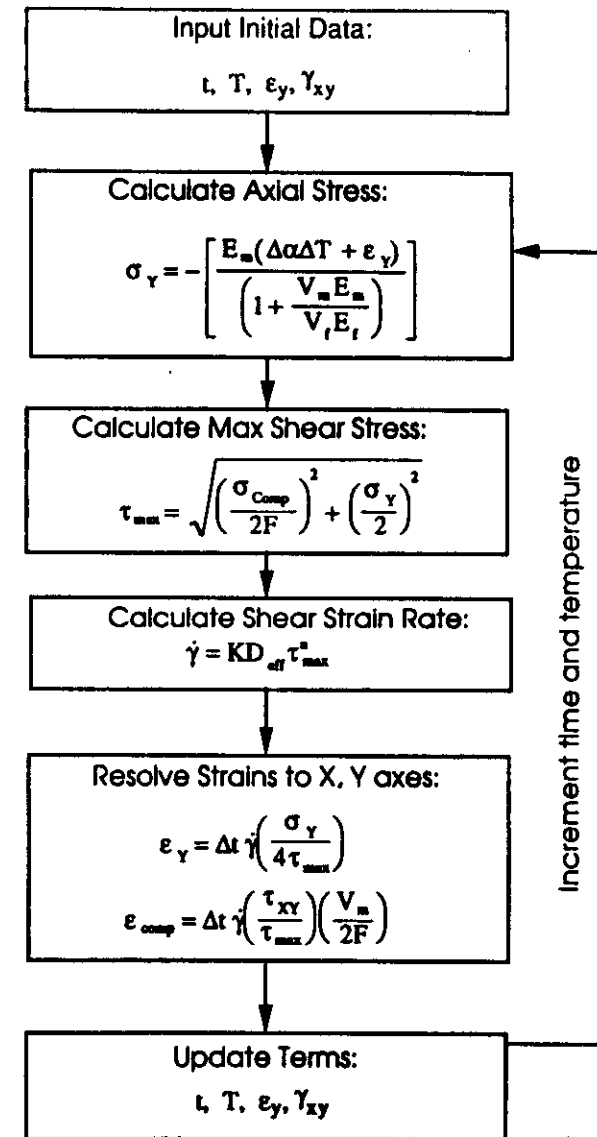 Input Initial Data:
t, T, εy, γxy
Calculate Axial Stress:
σY = −[Em(ΔαΔT + εY) / (1 + VmEm / VfEf)]
Calculate Max Shear Stress:
τmax = √((σComp / 2F)² + (σY / 2)²)
Calculate Shear Strain Rate:
γ̇ = KDeff τⁿmax
Resolve Strains to X, Y axes:
εY = Δt γ̇(σY / 4τmax)
εcomp = Δt γ̇(τXY / τmax)(Vm / 2F)
Update Terms:
t, T, εy, γxy
Increment time and temperature